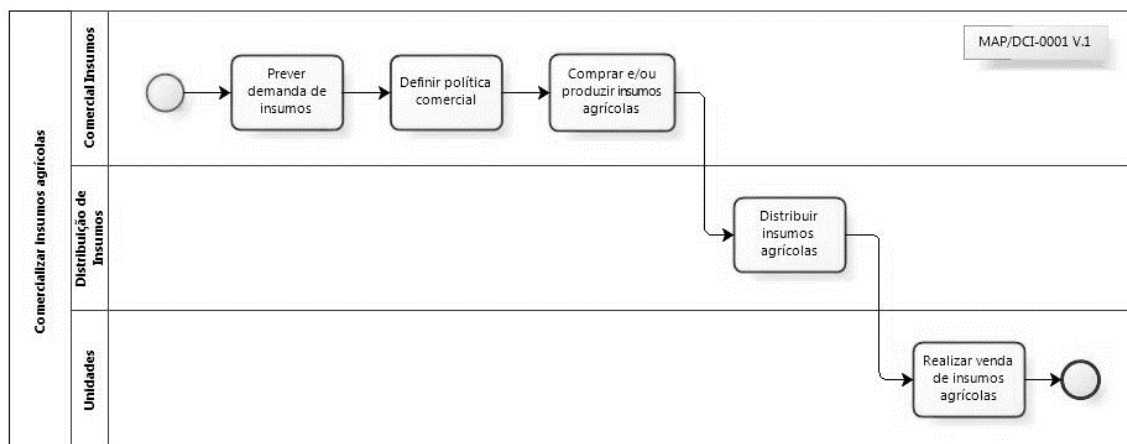 Comercializar insumos agrícolas
Comercial Insumos
Prever
demanda de
insumos
Definir política
comercial
Comprar e/ou
produzir insumos
agrícolas
MAP/DCI-0001 V.1
Distribuição de
Insumos
Distribuir
insumos
agrícolas
Unidades
Realizar venda
de insumos
agrícolas